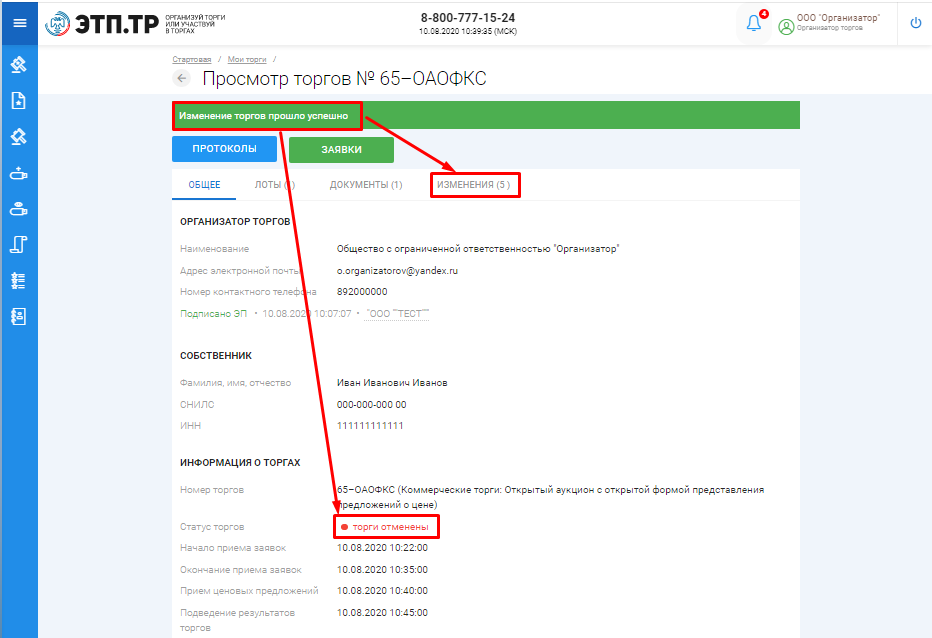 ЭТП.ТР
ОРГАНИЗУЙ ТОРГИ
ИЛИ УЧАСТВУЙ
В ТОРГАХ
8-800-777-15-24
10.08.2020 10:39:35 (МСК)
4
ООО "Организатор"
Организатор торгов
Стартовая / Мои торги /
Просмотр торгов № 65–ОАОФКС
Изменение торгов прошло успешно
ПРОТОКОЛЫ
ЗАЯВКИ
ОБЩЕЕ ЛОТЫ ДОКУМЕНТЫ (1) ИЗМЕНЕНИЯ (5 )
ОРГАНИЗАТОР ТОРГОВ
Наименование Общество с ограниченной ответственностью "Организатор"
Адрес электронной почты o.organizatorov@yandex.ru
Номер контактного телефона 892000000
Подписано ЭП • 10.08.2020 10:07:07 • "ООО ""ТЕСТ"""
СОБСТВЕННИК
Фамилия, имя, отчество Иван Иванович Иванов
СНИЛС 000-000-000 00
ИНН 111111111111
ИНФОРМАЦИЯ О ТОРГАХ
Номер торгов 65–ОАОФКС (Коммерческие торги: Открытый аукцион с открытой формой представления
предложений о цене)
Статус торгов торги отменены
Начало приема заявок 10.08.2020 10:22:00
Окончание приема заявок 10.08.2020 10:35:00
Прием ценовых предложений 10.08.2020 10:40:00
Подведение результатов 10.08.2020 10:45:00
торгов